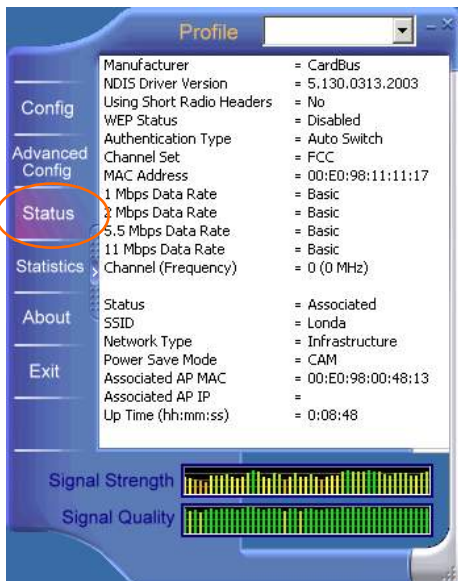 Profile
Config
Advanced
Config
Status
Statistics
About
Exit
Manufacturer = CardBus
NDIS Driver Version = 5.130.0313.2003
Using Short Radio Headers = No
WEP Status = Disabled
Authentication Type = Auto Switch
Channel Set = FCC
MAC Address = 00:E0:98:11:11:17
1 Mbps Data Rate = Basic
2 Mbps Data Rate = Basic
5.5 Mbps Data Rate = Basic
11 Mbps Data Rate = Basic
Channel (Frequency) = 0 (0 MHz)
Status = Associated
SSID = Londa
Network Type = Infrastructure
Power Save Mode = CAM
Associated AP MAC = 00:E0:98:00:48:13
Associated AP IP =
Up Time (hh:mm:ss) = 0:08:48
Signal Strength
Signal Quality